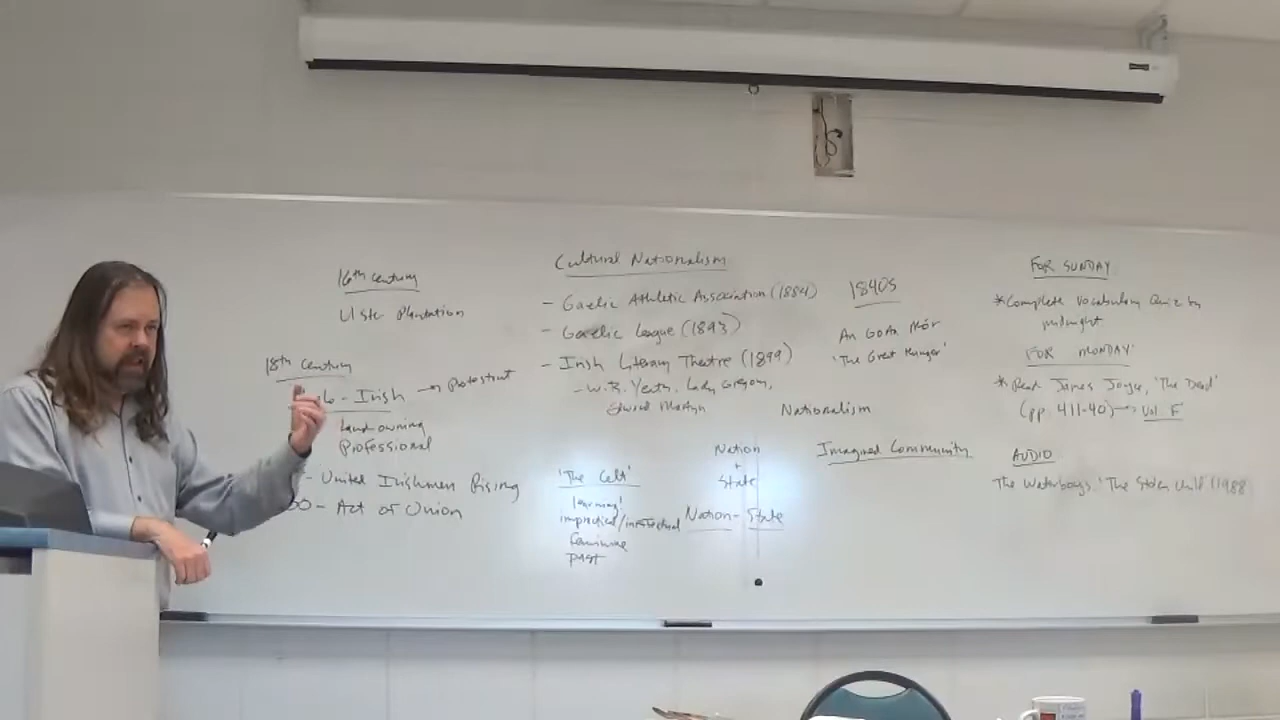 16th century
Ulster Plantation
18th century
- Irish → Protestant
landowning
Professional
- United Irishmen Rising
- Act of Union
Cultural Nationalism
- Gaelic Athletic Association (1884)
- Gaelic League (1893)
- Irish Literary Theatre (1899)
- W.B. Yeats, Lady Gregory,
Edward Martyn
'The Celt'
'learning'
impractical/ineffectual
feminine
past
1840s
An Gorta Mór
'The Great Hunger'
Nationalism
Nation
+
State
Nation-State
Imagined Community
FOR SUNDAY
*Complete Vocabulary Quiz by
midnight
FOR MONDAY:
* Read James Joyce, 'The Dead'
(pp. 411-40) → Vol F
AUDIO
The Waterboys, 'The Stolen Child' (1988